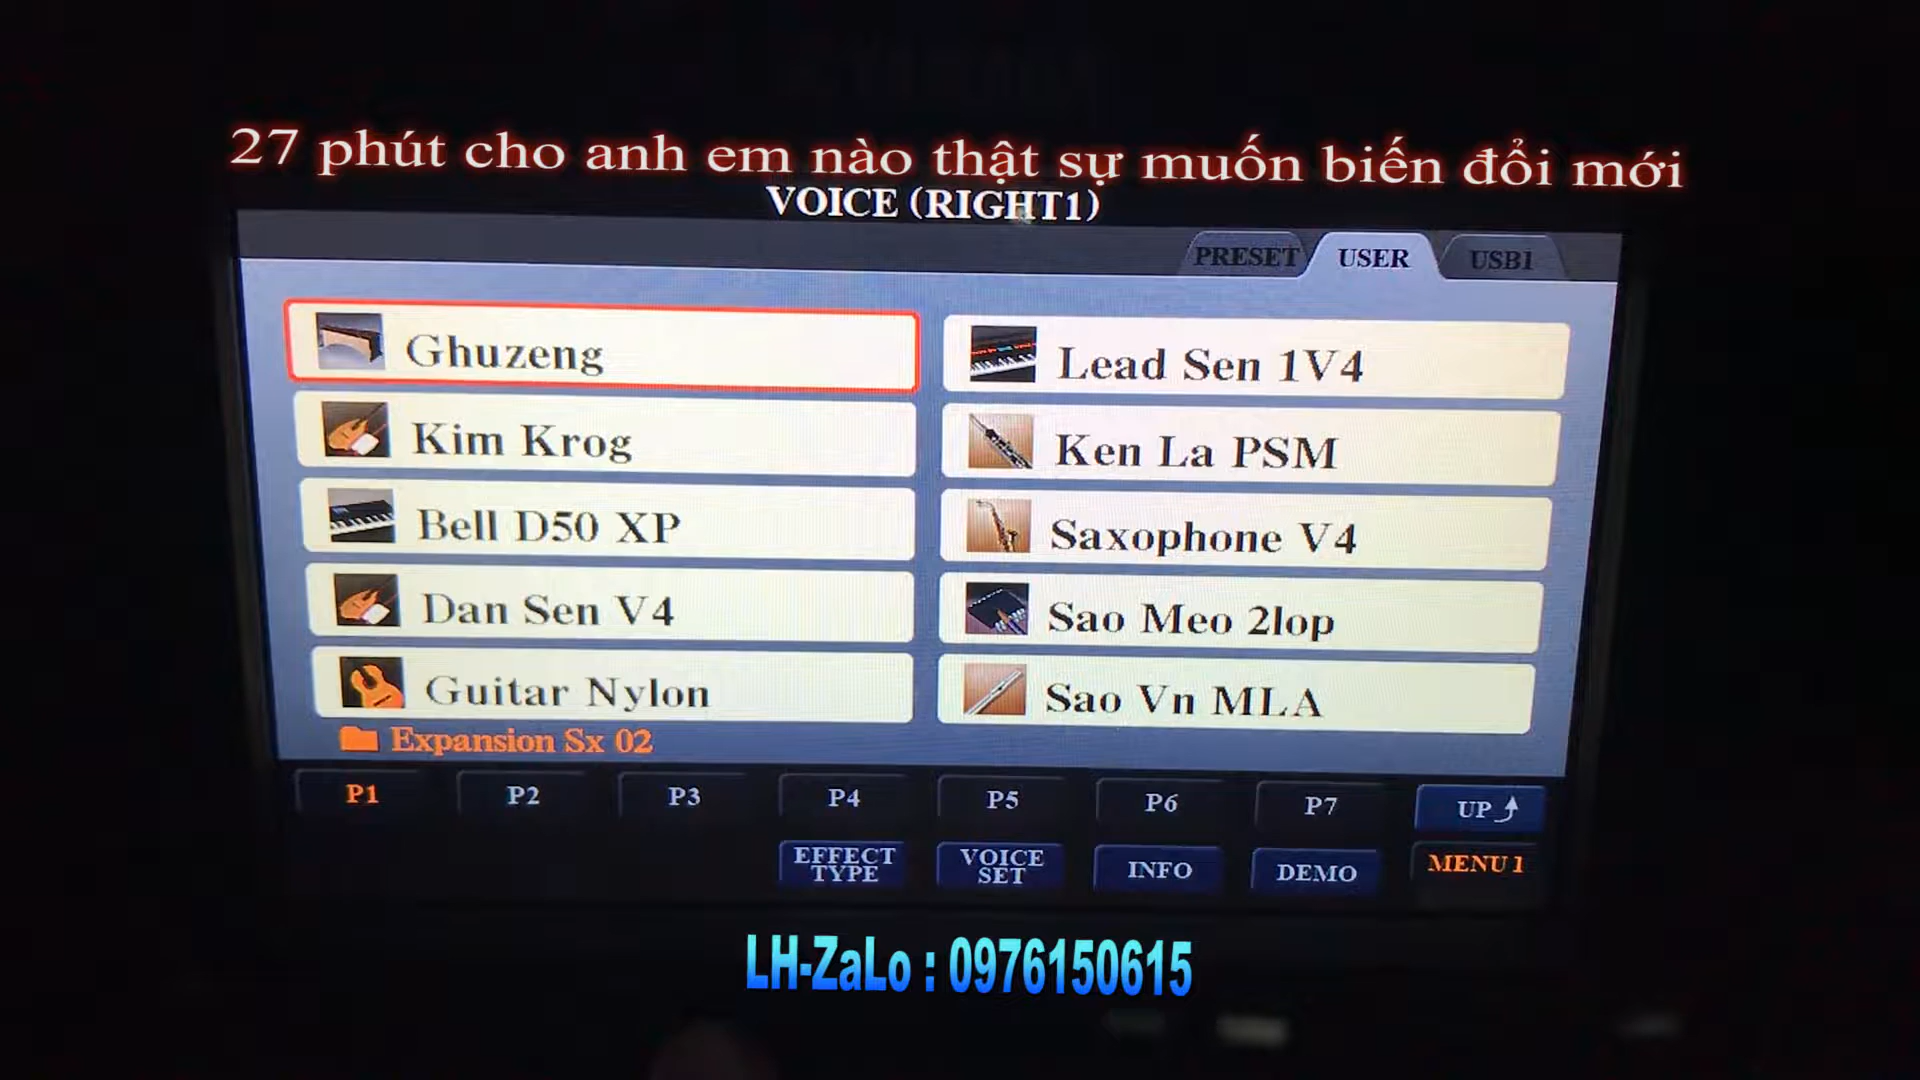 27 phút cho anh em nào thật sự muốn biến đổi mới
VOICE (RIGHT1)
PRESET USER USB1
Ghuzeng
Kim Krog
Bell D50 XP
Dan Sen V4
Guitar Nylon
Lead Sen 1V4
Ken La PSM
Saxophone V4
Sao Meo 2lop
Sao Vn MLA
Expansion Sx 02
P1 P2 P3 P4 P5 P6 P7 UP
EFFECT TYPE
VOICE SET
INFO
DEMO
MENU 1
LH-ZaLo : 0976150615